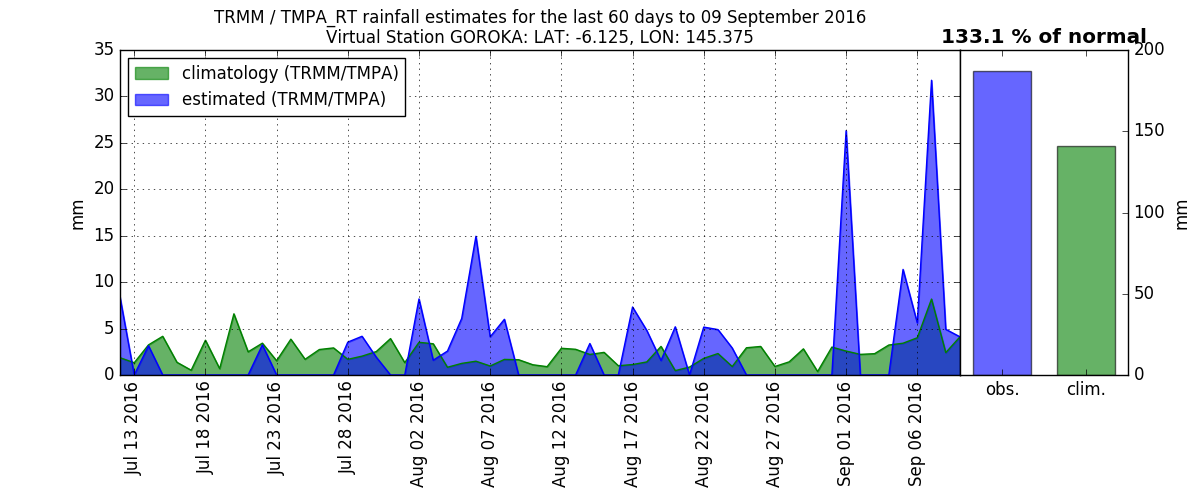 TRMM / TMPA_RT rainfall estimates for the last 60 days to 09 September 2016
Virtual Station GOROKA: LAT: -6.125, LON: 145.375
133.1 % of normal
climatology (TRMM/TMPA)
estimated (TRMM/TMPA)
35
30
25
20
15
10
5
0
mm
Jul 13 2016
Jul 18 2016
Jul 23 2016
Jul 28 2016
Aug 02 2016
Aug 07 2016
Aug 12 2016
Aug 17 2016
Aug 22 2016
Aug 27 2016
Sep 01 2016
Sep 06 2016
obs.
clim.
200
150
100
50
0
mm